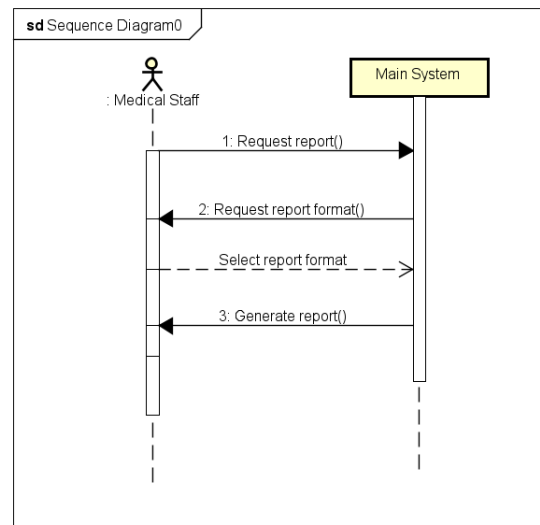 sd Sequence Diagram0
Main System
: Medical Staff
1: Request report()
2: Request report format()
Select report format
3: Generate report()